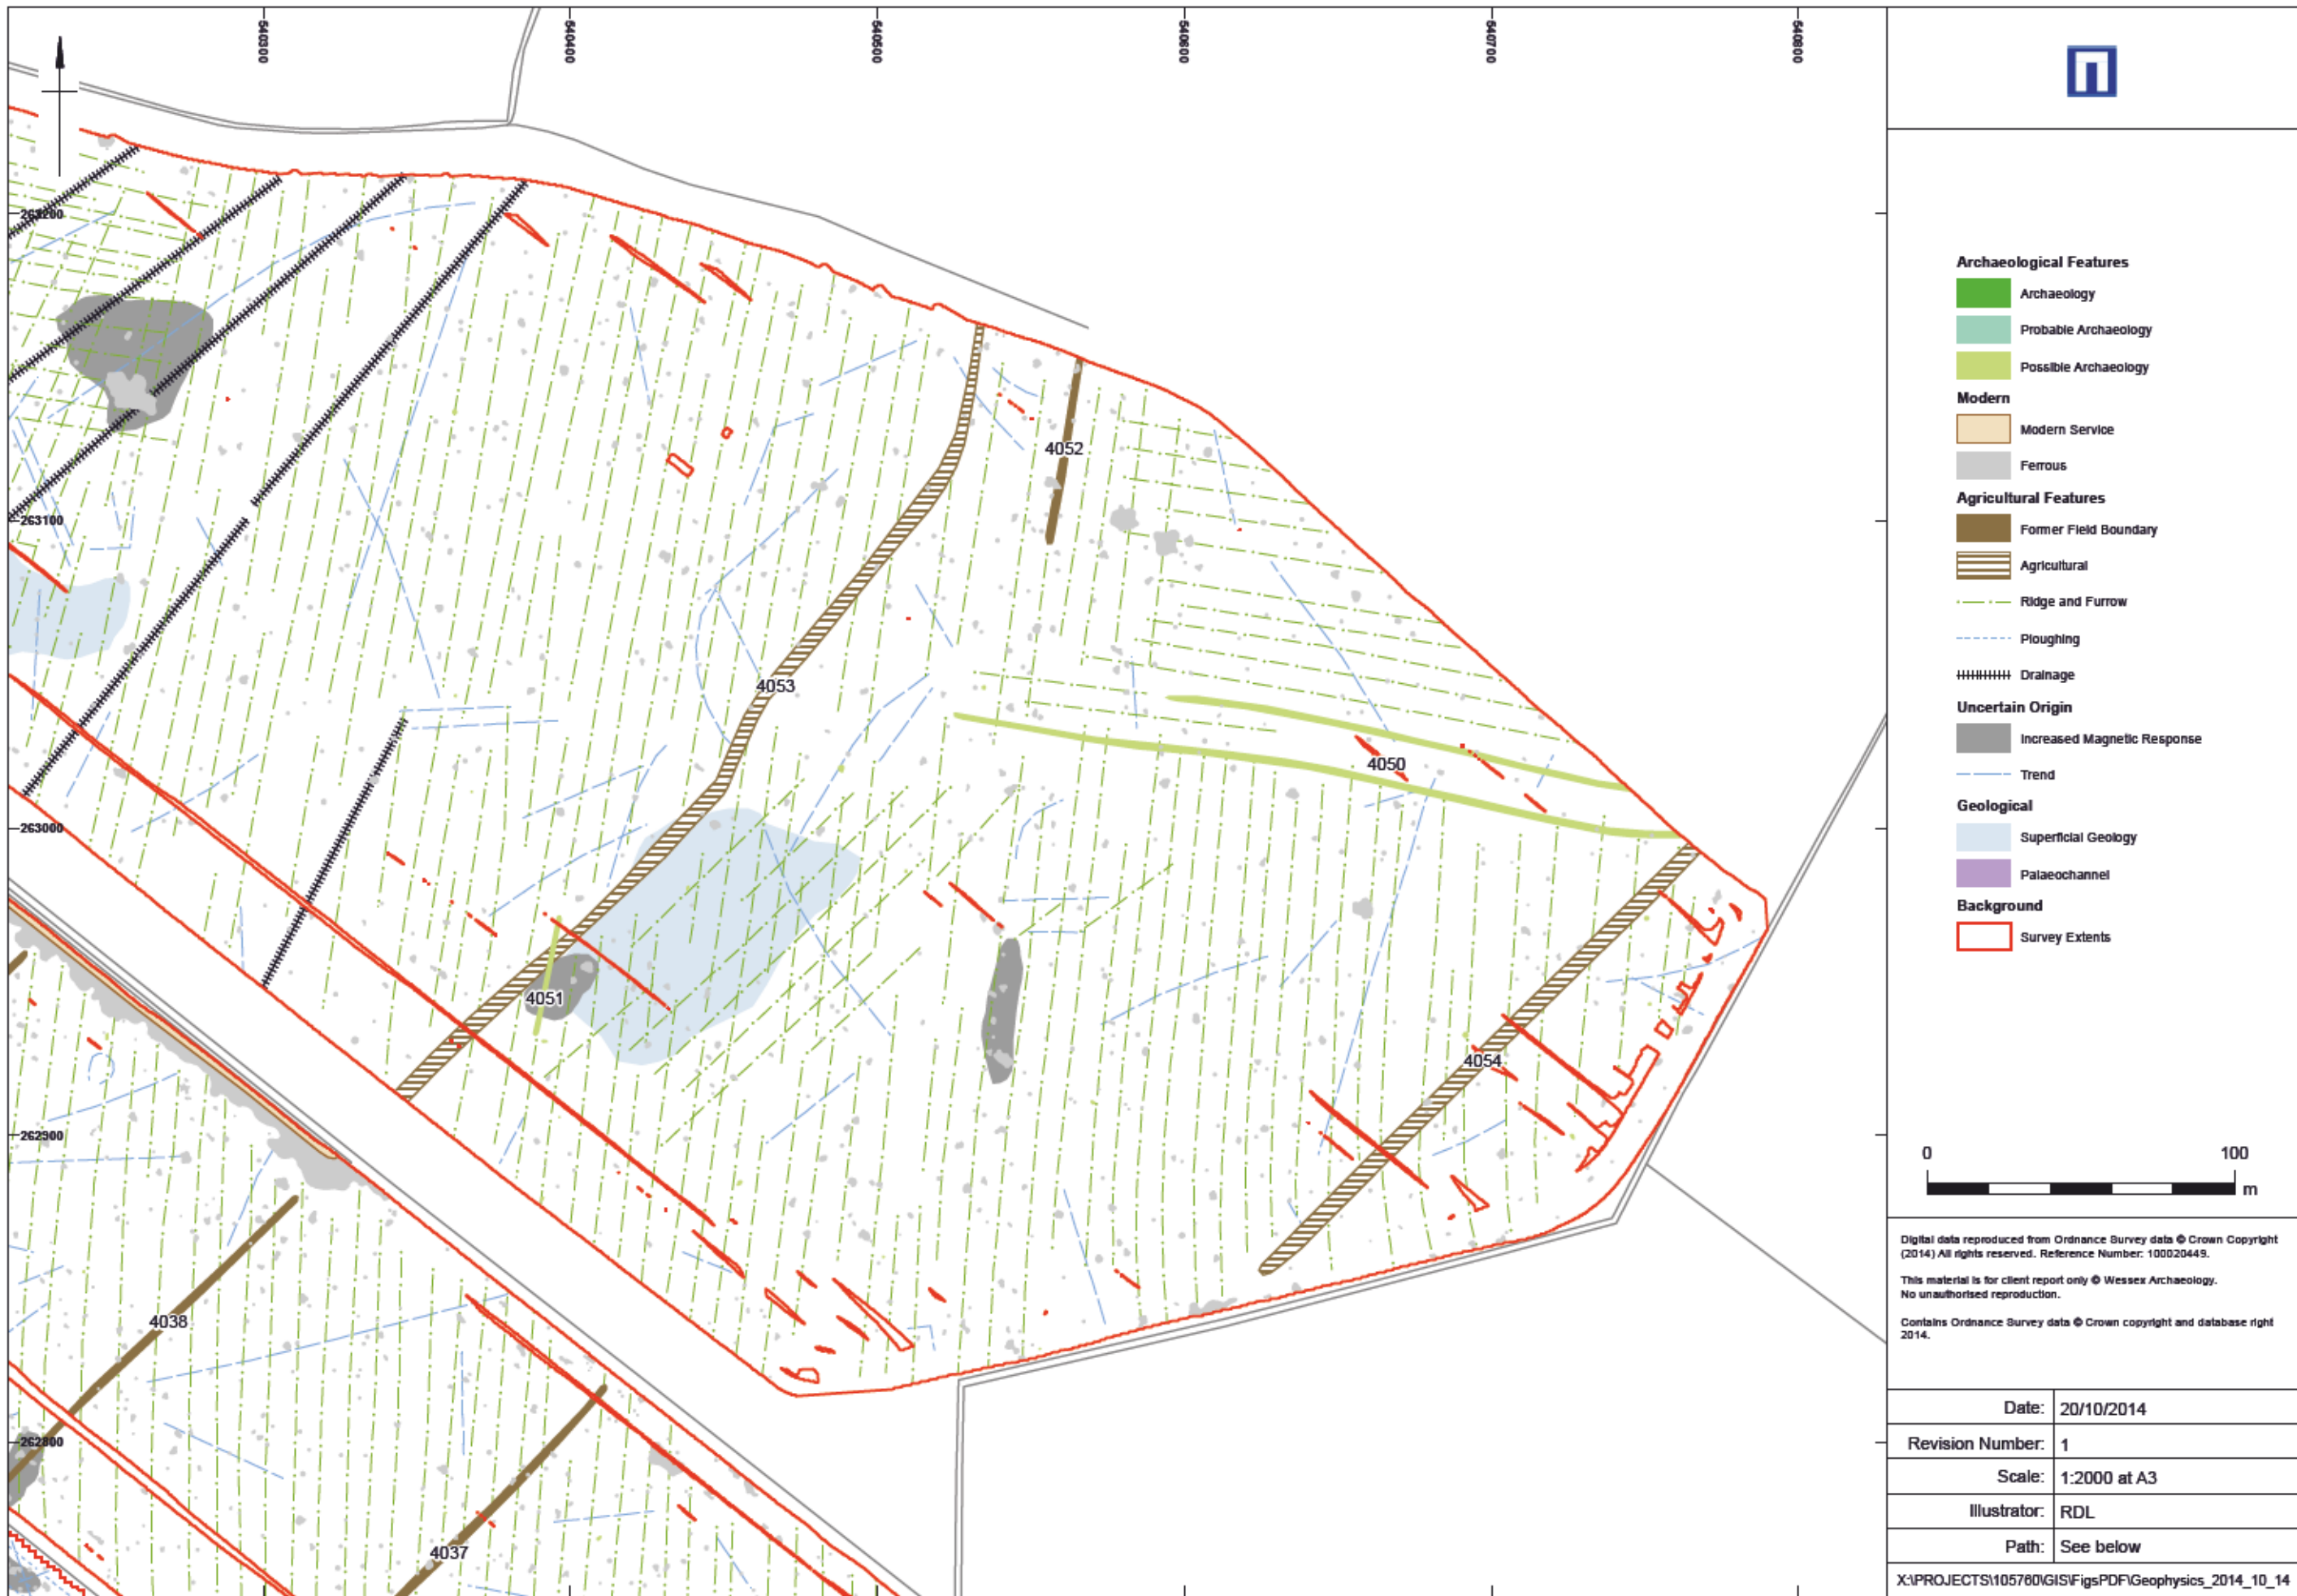 540300
540400
540500
540600
540700
540800
263200
263100
263000
262900
262800
4052
4053
4050
4051
4054
4038
4037
Archaeological Features
Archaeology
Probable Archaeology
Possible Archaeology
Modern
Modern Service
Ferrous
Agricultural Features
Former Field Boundary
Agricultural
Ridge and Furrow
Ploughing
Drainage
Uncertain Origin
Increased Magnetic Response
Trend
Geological
Superficial Geology
Palaeochannel
Background
Survey Extents
0 100
m
Digital data reproduced from Ordnance Survey data © Crown Copyright
(2014) All rights reserved. Reference Number: 100020449.
This material is for client report only © Wessex Archaeology.
No unauthorised reproduction.
Contains Ordnance Survey data © Crown copyright and database right
2014.
Date: 20/10/2014
Revision Number: 1
Scale: 1:2000 at A3
Illustrator: RDL
Path: See below
X:\PROJECTS\105760\GIS\FigsPDF\Geophysics_2014_10_14